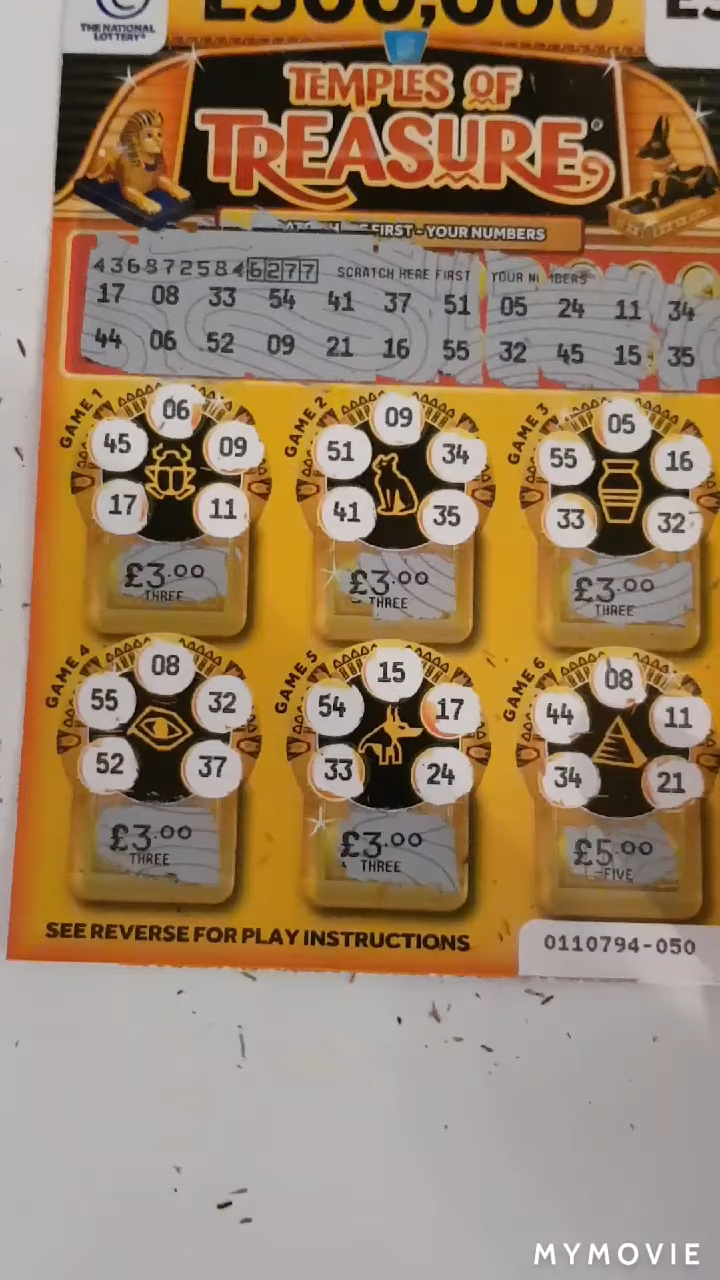 £500,000
THE NATIONAL
LOTTERY®
TEMPLES OF
TREASURE®
FIRST - YOUR NUMBERS
4368725846277 SCRATCH HERE FIRST YOUR NUMBERS
17 08 33 54 41 37 51 05 24 11 34
44 06 52 09 21 16 55 32 45 15 35
GAME 1
06
45 09
17 11
£3.00
THREE
GAME 2
09
51 34
41 35
£3.00
THREE
GAME 3
05
55 16
33 32
£3.00
THREE
GAME 4
08
55 32
52 37
£3.00
THREE
GAME 5
15
54 17
33 24
£3.00
THREE
GAME 6
08
44 11
34 21
£5.00
FIVE
SEE REVERSE FOR PLAY INSTRUCTIONS
0110794-050
MYMOVIE